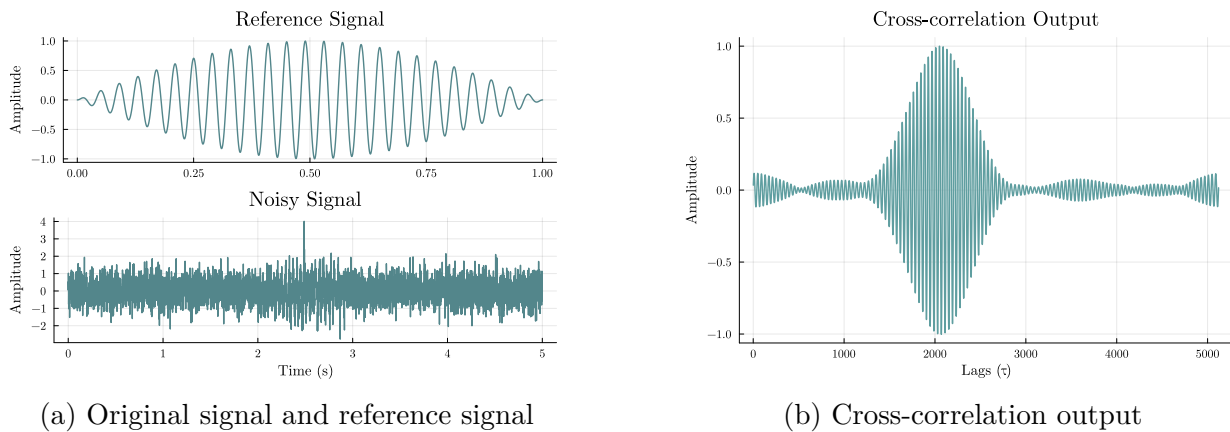 Reference Signal
1.0
0.5
0.0
−0.5
−1.0
Amplitude
0.00 0.25 0.50 0.75 1.00
Noisy Signal
4
3
2
1
0
−1
−2
Amplitude
0 1 2 3 4 5
Time (s)
(a) Original signal and reference signal
Cross-correlation Output
1.0
0.5
0.0
−0.5
−1.0
Amplitude
0 1000 2000 3000 4000 5000
Lags (τ)
(b) Cross-correlation output